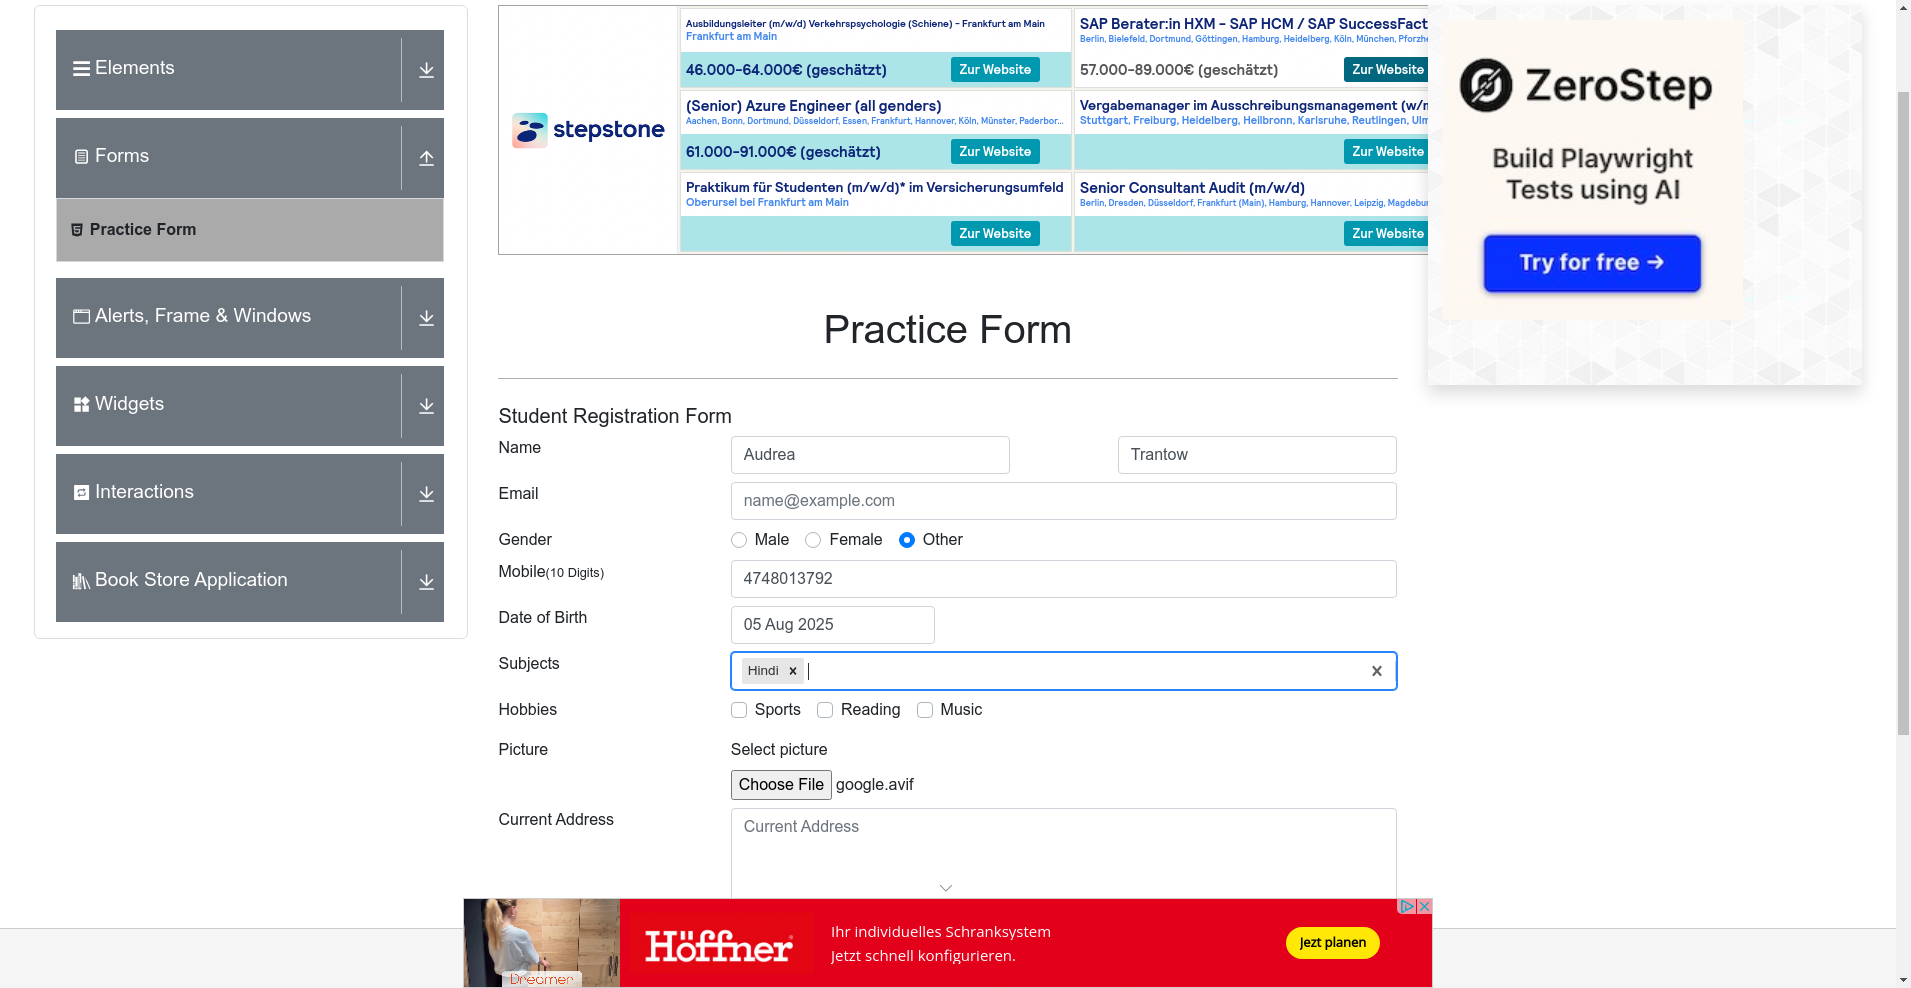 Elements
Forms
Practice Form
Alerts, Frame & Windows
Widgets
Interactions
Book Store Application
stepstone
Ausbildungsleiter (m/w/d) Verkehrspsychologie (Schiene) - Frankfurt am Main
Frankfurt am Main
46.000-64.000€ (geschätzt)
Zur Website
SAP Berater:in HXM - SAP HCM / SAP SuccessFact
Berlin, Bielefeld, Dortmund, Göttingen, Hamburg, Heidelberg, Köln, München, Pforzhe
57.000-89.000€ (geschätzt)
Zur Website
(Senior) Azure Engineer (all genders)
Aachen, Bonn, Dortmund, Düsseldorf, Essen, Frankfurt, Hannover, Köln, Münster, Paderbor...
61.000-91.000€ (geschätzt)
Zur Website
Vergabemanager im Ausschreibungsmanagement (w/m
Stuttgart, Freiburg, Heidelberg, Heilbronn, Karlsruhe, Reutlingen, Ulm
Zur Website
Praktikum für Studenten (m/w/d)* im Versicherungsumfeld
Oberursel bei Frankfurt am Main
Zur Website
Senior Consultant Audit (m/w/d)
Berlin, Dresden, Düsseldorf, Frankfurt (Main), Hamburg, Hannover, Leipzig, Magdebur
Zur Website
ZeroStep
Build Playwright
Tests using AI
Try for free →
Practice Form
Student Registration Form
Name
Audrea
Trantow
Email
name@example.com
Gender
Male
Female
Other
Mobile(10 Digits)
4748013792
Date of Birth
05 Aug 2025
Subjects
Hindi
Hobbies
Sports
Reading
Music
Picture
Select picture
Choose File google.avif
Current Address
Current Address
Dreamer
Höffner
Ihr individuelles Schranksystem
Jetzt schnell konfigurieren.
Jezt planen